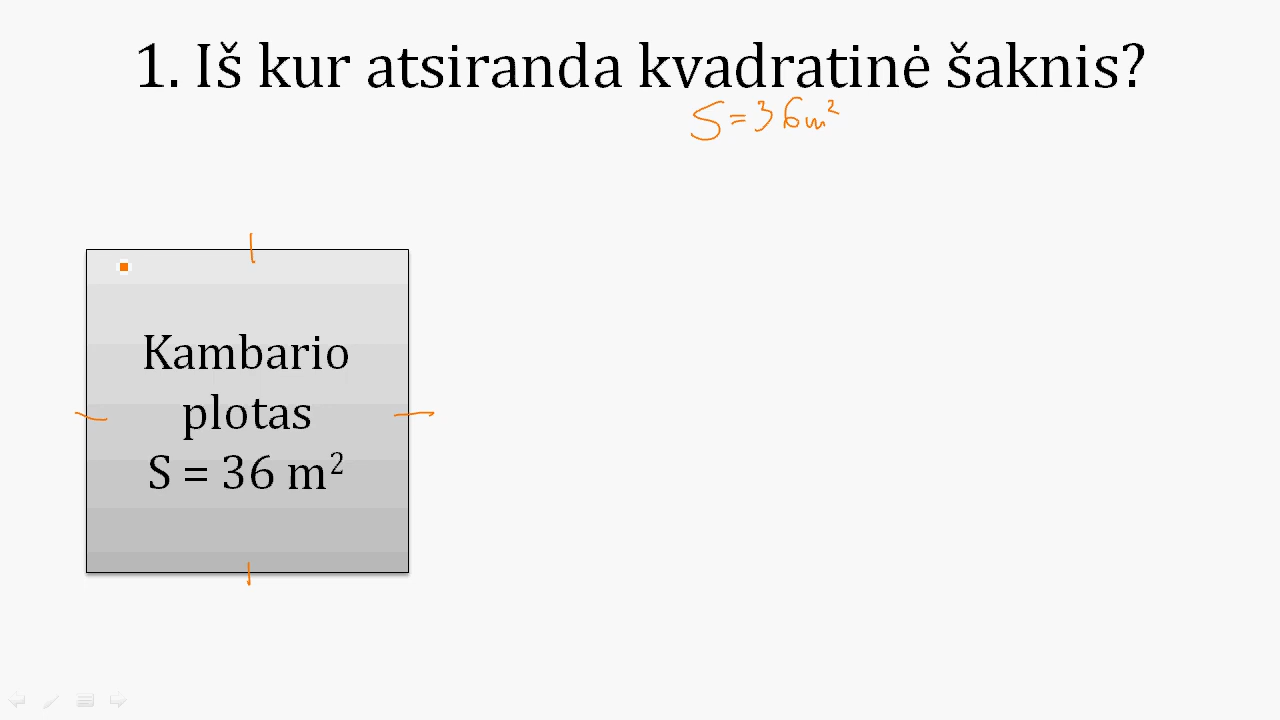 1. Iš kur atsiranda kvadratinė šaknis?
S = 36 m²
Kambario
plotas
S = 36 m²